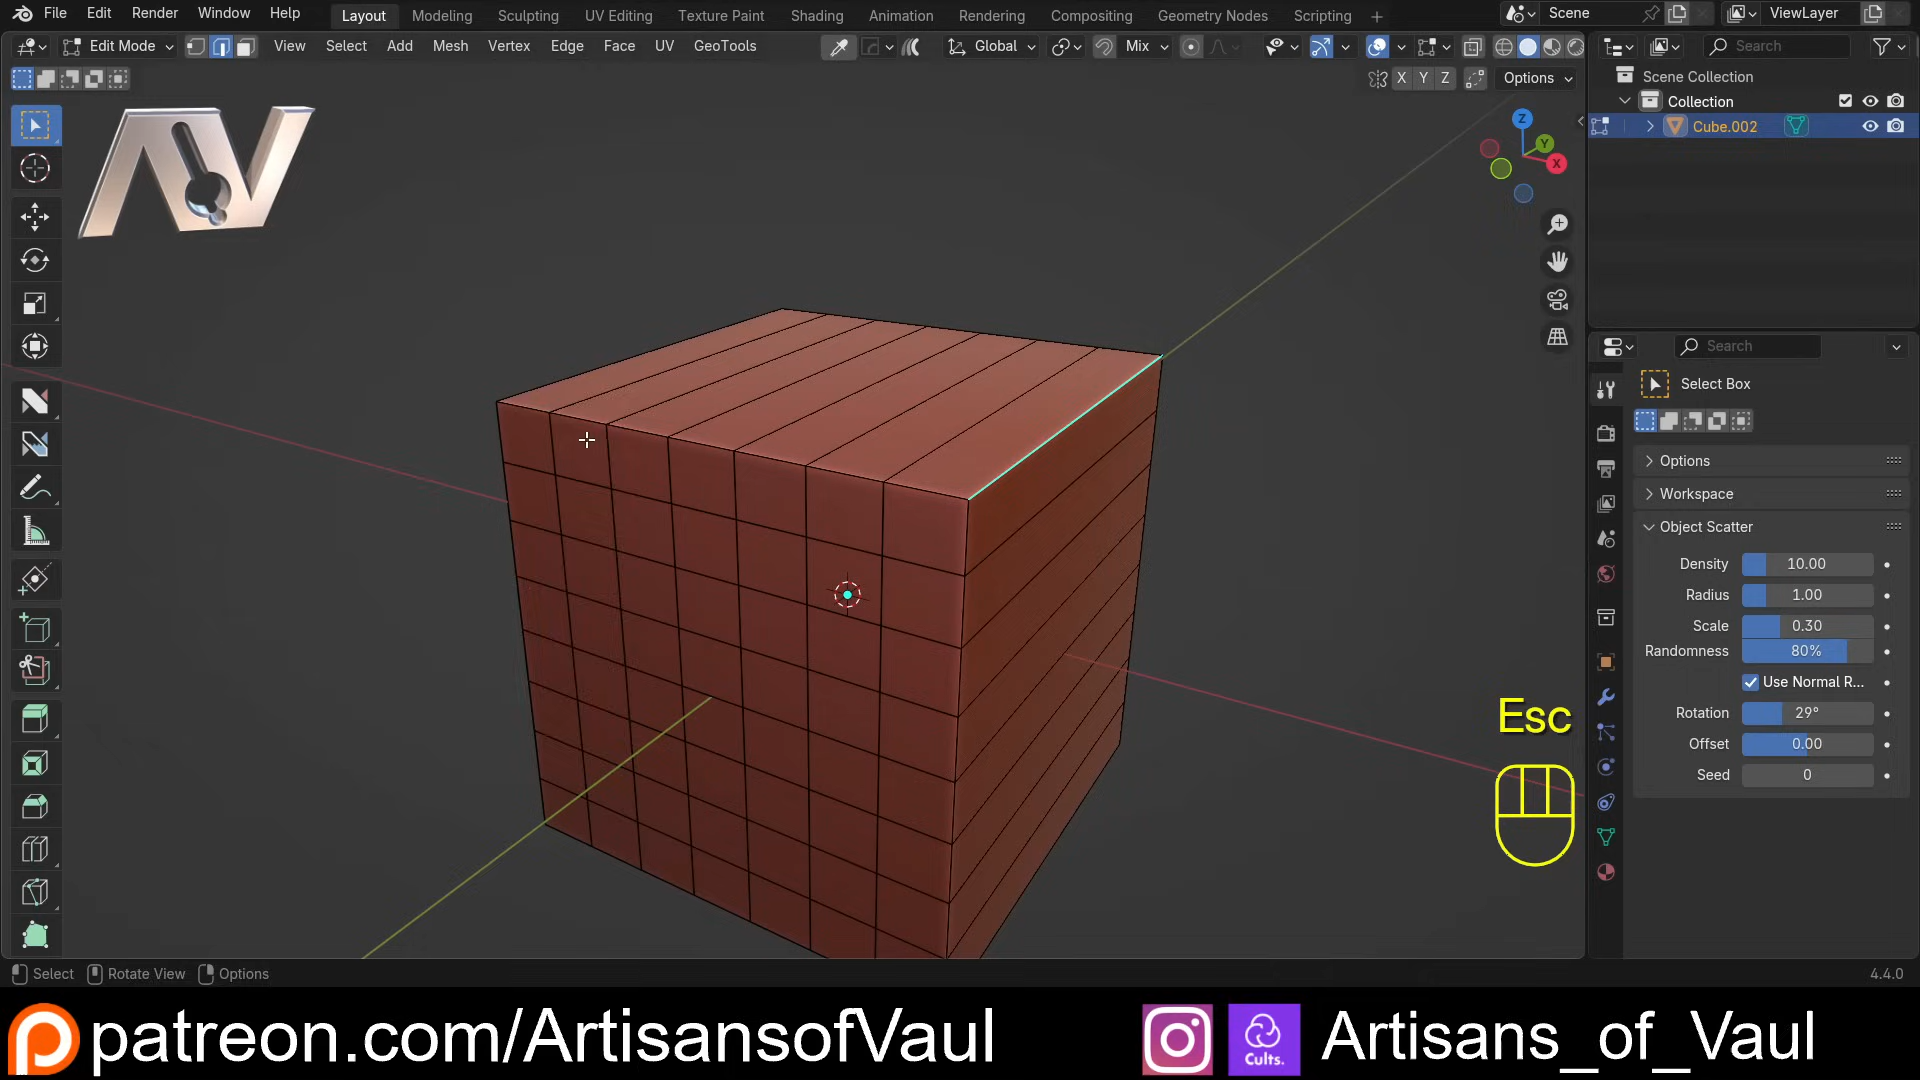 File Edit Render Window Help Layout Modeling Sculpting UV Editing Texture Paint Shading Animation Rendering Compositing Geometry Nodes Scripting + Scene ViewLayer
Edit Mode View Select Add Mesh Vertex Edge Face UV GeoTools Global Mix Search
X Y Z Options
Scene Collection
Collection
Cube.002
Z
Y
X
Search
Select Box
Options
Workspace
Object Scatter
Density 10.00
Radius 1.00
Scale 0.30
Randomness 80%
Use Normal R...
Rotation 29°
Offset 0.00
Seed 0
Esc
Select Rotate View Options 4.4.0
patreon.com/ArtisansofVaul Cults. Artisans_of_Vaul